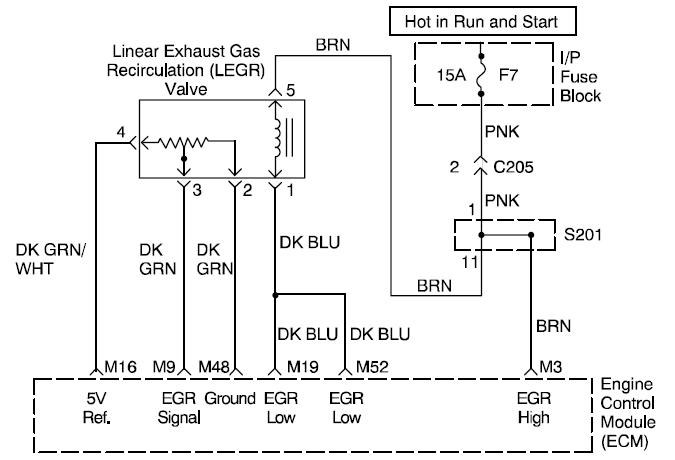 Hot in Run and Start
BRN
Linear Exhaust Gas
Recirculation (LEGR)
Valve
I/P
Fuse
Block
15A
F7
5
4
PNK
2
C205
3
2
1
PNK
1
S201
11
DK GRN/
WHT
DK
GRN
DK
GRN
DK BLU
BRN
DK BLU
DK BLU
BRN
M16
M9
M48
M19
M52
M3
5V
Ref.
EGR
Signal
Ground
EGR
Low
EGR
Low
EGR
High
Engine
Control
Module
(ECM)